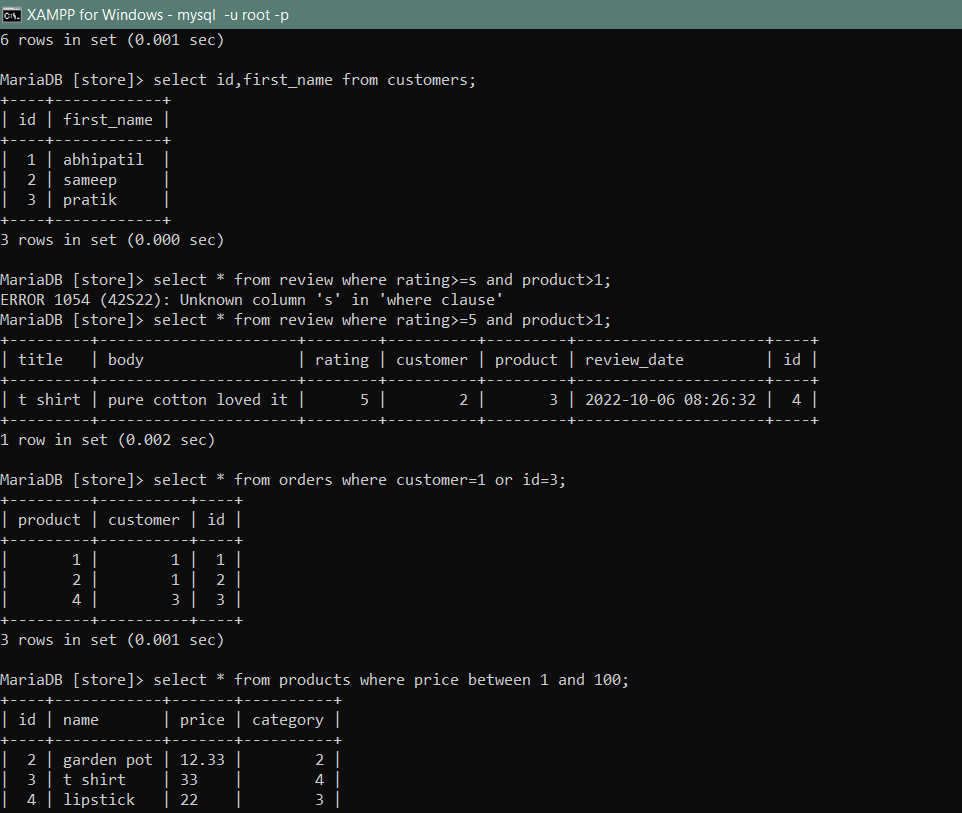 XAMPP for Windows - mysql  -u root -p
6 rows in set (0.001 sec)
MariaDB [store]> select id,first_name from customers;
+----+------------+
| id | first_name |
+----+------------+
|  1 | abhipatil  |
|  2 | sameep     |
|  3 | pratik     |
+----+------------+
3 rows in set (0.000 sec)
MariaDB [store]> select * from review where rating>=s and product>1;
ERROR 1054 (42S22): Unknown column 's' in 'where clause'
MariaDB [store]> select * from review where rating>=5 and product>1;
+---------+----------------------+--------+----------+---------+---------------------+----+
| title   | body                 | rating | customer | product | review_date         | id |
+---------+----------------------+--------+----------+---------+---------------------+----+
| t shirt | pure cotton loved it |      5 |        2 |       3 | 2022-10-06 08:26:32 |  4 |
+---------+----------------------+--------+----------+---------+---------------------+----+
1 row in set (0.002 sec)
MariaDB [store]> select * from orders where customer=1 or id=3;
+---------+----------+----+
| product | customer | id |
+---------+----------+----+
|       1 |        1 |  1 |
|       2 |        1 |  2 |
|       4 |        3 |  3 |
+---------+----------+----+
3 rows in set (0.001 sec)
MariaDB [store]> select * from products where price between 1 and 100;
+----+------------+-------+----------+
| id | name       | price | category |
+----+------------+-------+----------+
|  2 | garden pot | 12.33 |        2 |
|  3 | t shirt    | 33    |        4 |
|  4 | lipstick   | 22    |        3 |